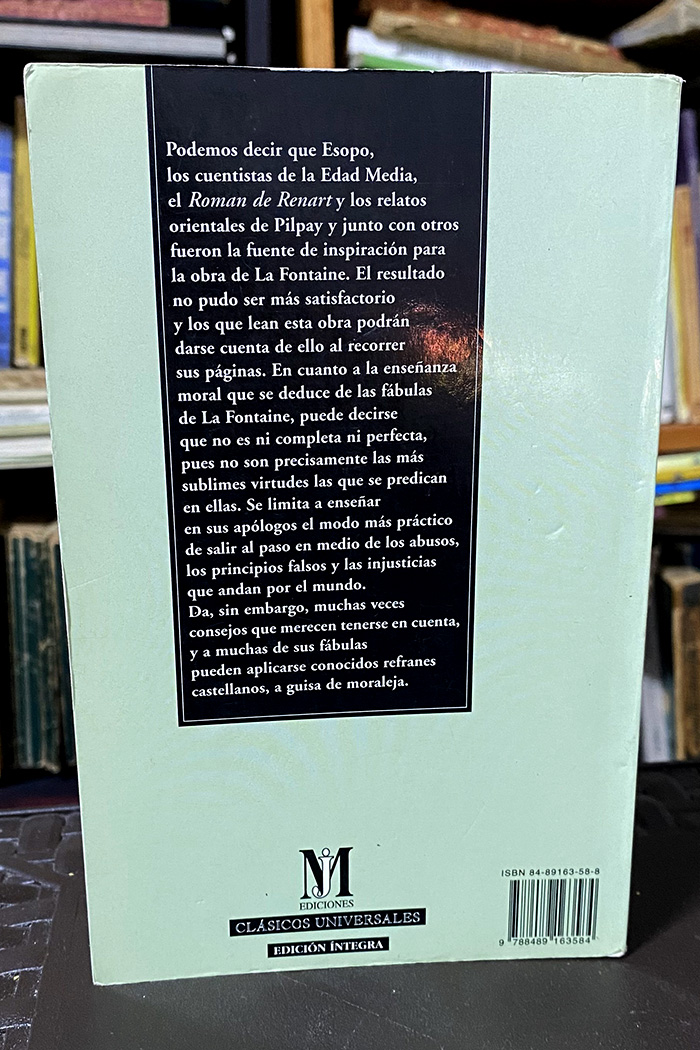 Podemos decir que Esopo,
los cuentistas de la Edad Media,
el Roman de Renart y los relatos
orientales de Pilpay y junto con otros
fueron la fuente de inspiración para
la obra de La Fontaine. El resultado
no pudo ser más satisfactorio
y los que lean esta obra podrán
darse cuenta de ello al recorrer
sus páginas. En cuanto a la enseñanza
moral que se deduce de las fábulas
de La Fontaine, puede decirse
que no es ni completa ni perfecta,
pues no son precisamente las más
sublimes virtudes las que se predican
en ellas. Se limita a enseñar
en sus apólogos el modo más práctico
de salir al paso en medio de los abusos,
los principios falsos y las injusticias
que andan por el mundo.
Da, sin embargo, muchas veces
consejos que merecen tenerse en cuenta,
y a muchas de sus fábulas
pueden aplicarse conocidos refranes
castellanos, a guisa de moraleja.
MJ
EDICIONES
CLÁSICOS UNIVERSALES
EDICIÓN ÍNTEGRA
ISBN 84-89163-58-8
9 788489 163584